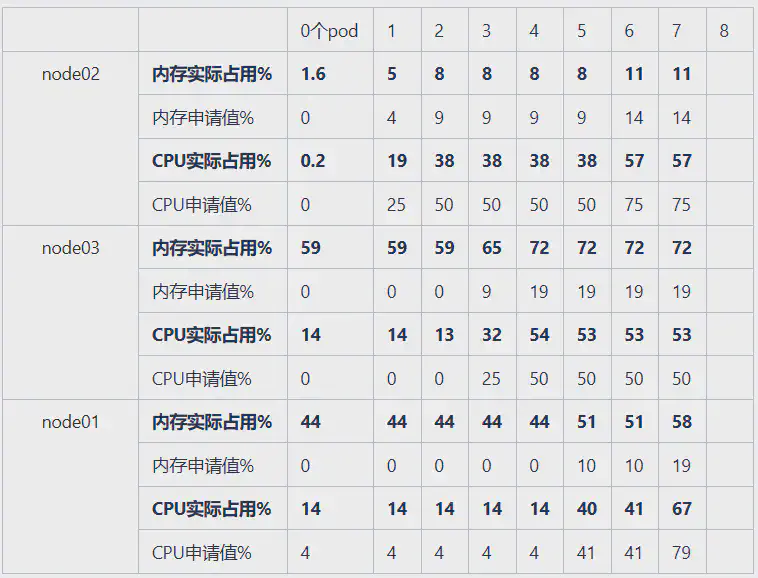 0个pod 1 2 3 4 5 6 7 8
node02 内存实际占用% 1.6 5 8 8 8 8 11 11
内存申请值% 0 4 9 9 9 9 14 14
CPU实际占用% 0.2 19 38 38 38 38 57 57
CPU申请值% 0 25 50 50 50 50 75 75
node03 内存实际占用% 59 59 59 65 72 72 72 72
内存申请值% 0 0 0 9 19 19 19 19
CPU实际占用% 14 14 13 32 54 53 53 53
CPU申请值% 0 0 0 25 50 50 50 50
node01 内存实际占用% 44 44 44 44 44 51 51 58
内存申请值% 0 0 0 0 0 10 10 19
CPU实际占用% 14 14 14 14 14 40 41 67
CPU申请值% 4 4 4 4 4 41 41 79